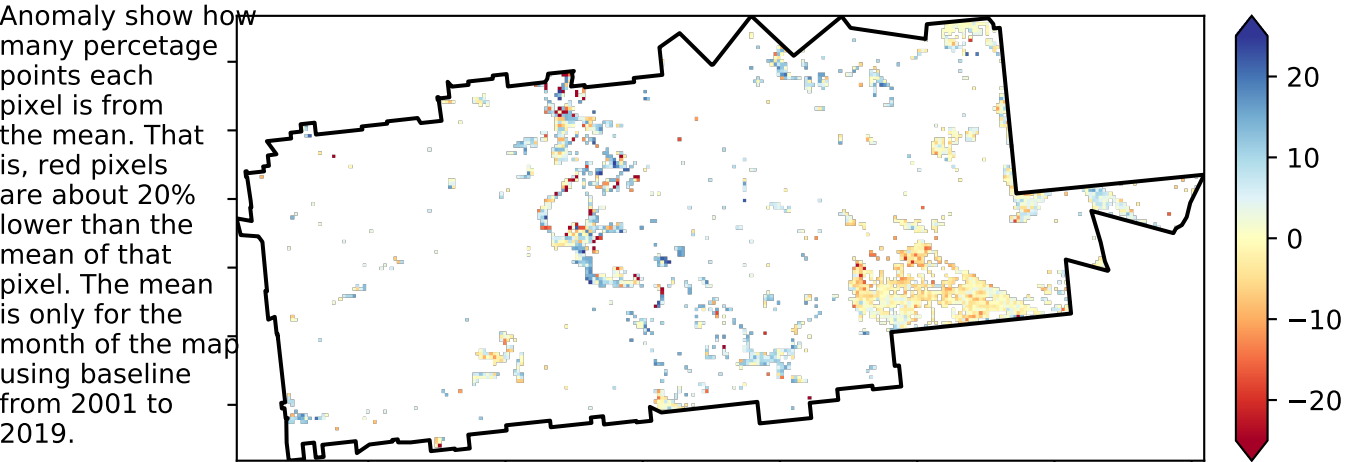 Anomaly show how
many percetage
points each
pixel is from
the mean. That
is, red pixels
are about 20%
lower than the
mean of that
pixel. The mean
is only for the
month of the map
using baseline
from 2001 to
2019.
20
10
0
−10
−20